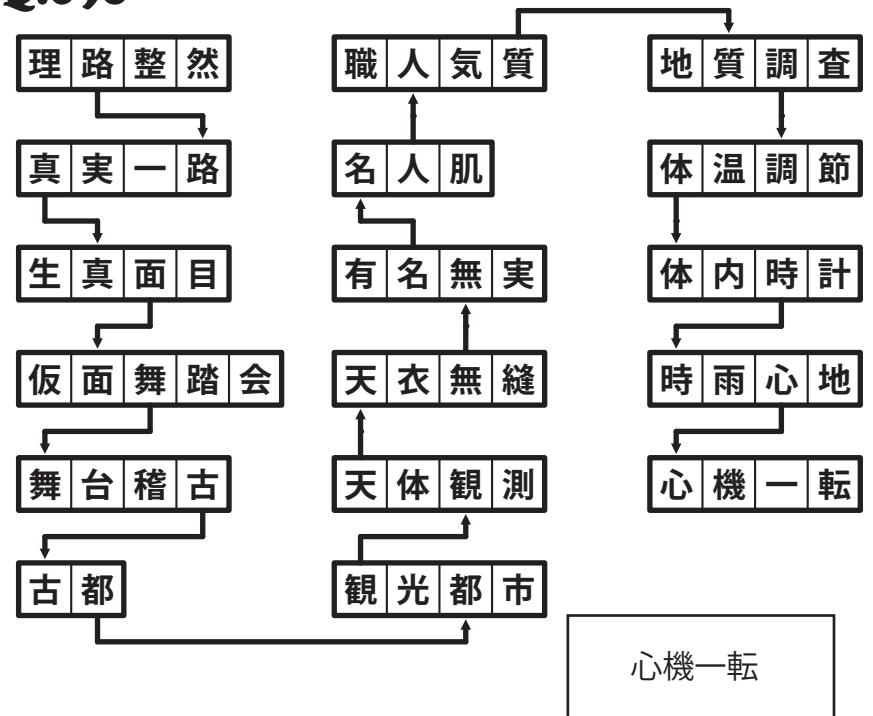 理路整然
真実一路
生真面目
仮面舞踏会
舞台稽古
古都
観光都市
天体観測
天衣無縫
有名無実
名人肌
職人気質
地質調査
体温調節
体内時計
時雨心地
心機一転
心機一転